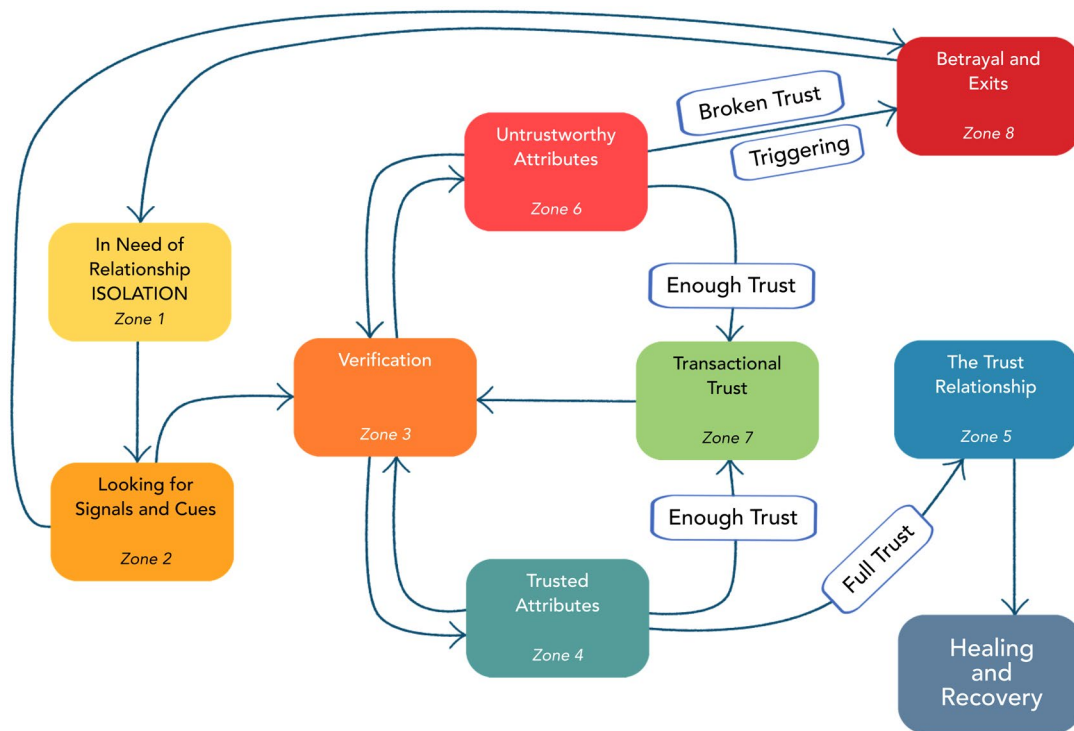 Betrayal and
Exits
Zone 8
Broken Trust
Triggering
Untrustworthy
Attributes
Zone 6
In Need of
Relationship
ISOLATION
Zone 1
Enough Trust
Verification
Zone 3
Transactional
Trust
Zone 7
The Trust
Relationship
Zone 5
Looking for
Signals and Cues
Zone 2
Enough Trust
Full Trust
Trusted
Attributes
Zone 4
Healing
and
Recovery